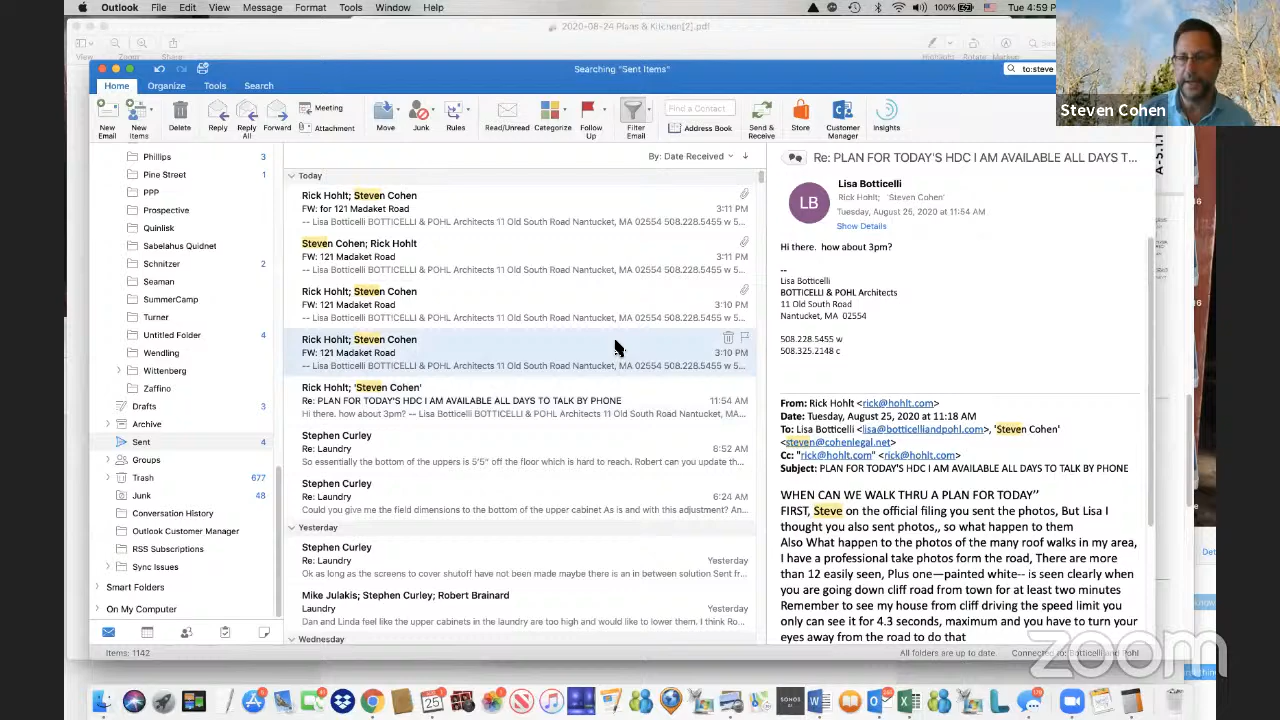 Outlook File Edit View Message Format Tools Window Help
100% Tue 4:59 P
2020-08-24 Plans & Kitchen[2].pdf
View Zoom Share Highlights Rotate Markup
Searching "Sent Items"
to:steve
Home Organize Tools Search
New Email
New Items
Delete
Reply
Reply All
Forward
Meeting
Attachment
Move
Junk
Rules
Read/Unread
Categorize
Follow Up
Filter Email
Find a Contact
Address Book
Send & Receive
Store
Customer Manager
Insights
Steven Cohen
A-5.1.1
Phillips 3
Pine Street 1
PPP
Prospective
Quinlisk
Sabelahus Quidnet
Schnitzer 2
Seaman
SummerCamp
Turner
Untitled Folder 4
Wendling
Wittenberg
Zaffino
Drafts 3
Archive
Sent 4
Groups
Trash 677
Junk 48
Conversation History
Outlook Customer Manager
RSS Subscriptions
Sync Issues
Smart Folders
On My Computer
Items: 1142
By: Date Received
Today
Rick Hohlt; Steven Cohen
FW: for 121 Madaket Road 3:11 PM
-- Lisa Botticelli BOTTICELLI & POHL Architects 11 Old South Road Nantucket, MA 02554 508.228.5455 w 5...
Steven Cohen; Rick Hohlt
FW: 121 Madaket Road 3:11 PM
-- Lisa Botticelli BOTTICELLI & POHL Architects 11 Old South Road Nantucket, MA 02554 508.228.5455 w 5...
Rick Hohlt; Steven Cohen
FW: 121 Madaket Road 3:10 PM
-- Lisa Botticelli BOTTICELLI & POHL Architects 11 Old South Road Nantucket, MA 02554 508.228.5455 w 5...
Rick Hohlt; Steven Cohen
FW: 121 Madaket Road 3:10 PM
-- Lisa Botticelli BOTTICELLI & POHL Architects 11 Old South Road Nantucket, MA 02554 508.228.5455 w 5...
Rick Hohlt; 'Steven Cohen'
Re: PLAN FOR TODAY'S HDC I AM AVAILABLE ALL DAYS TO TALK BY PHONE 11:54 AM
Hi there. how about 3pm? -- Lisa Botticelli BOTTICELLI & POHL Architects 11 Old South Road Nantucket, MA...
Stephen Curley
Re: Laundry 6:52 AM
So essentially the bottom of the uppers is 5'5" off the floor which is hard to reach. Robert can you update th...
Stephen Curley
Re: Laundry 6:24 AM
Could you give me the field dimensions to the bottom of the upper cabinet As is and with this adjustment? An...
Yesterday
Stephen Curley
Re: Laundry Yesterday
Ok as long as the screens to cover shutoff have not been made maybe there is an in between solution Sent fr...
Mike Julakis; Stephen Curley; Robert Brainard
Laundry Yesterday
Dan and Linda feel like the upper cabinets in the laundry are too high and would like to lower them. I think Ro...
Wednesday
Re: PLAN FOR TODAY'S HDC I AM AVAILABLE ALL DAYS T...
LB
Lisa Botticelli
Rick Hohlt; 'Steven Cohen'
Tuesday, August 25, 2020 at 11:54 AM
Show Details
Hi there. how about 3pm?
--
Lisa Botticelli
BOTTICELLI & POHL Architects
11 Old South Road
Nantucket, MA 02554
508.228.5455 w
508.325.2148 c
From: Rick Hohlt <rick@hohlt.com>
Date: Tuesday, August 25, 2020 at 11:18 AM
To: Lisa Botticelli <lisa@botticelliandpohl.com>, 'Steven Cohen'
<steven@cohenlegal.net>
Cc: "rick@hohlt.com" <rick@hohlt.com>
Subject: PLAN FOR TODAY'S HDC I AM AVAILABLE ALL DAYS TO TALK BY PHONE
WHEN CAN WE WALK THRU A PLAN FOR TODAY"
FIRST, Steve on the official filing you sent the photos, But Lisa I
thought you also sent photos,, so what happen to them
Also What happen to the photos of the many roof walks in my area,
I have a professional take photos form the road, There are more
than 12 easily seen, Plus one—painted white-- is seen clearly when
you are going down cliff road from town for at least two minutes
Remember to see my house from cliff driving the speed limit you
only can see it for 4.3 seconds, maximum and you have to turn your
eyes away from the road to do that
All folders are up to date. Connected to: Botticelli and Pohl
zoom